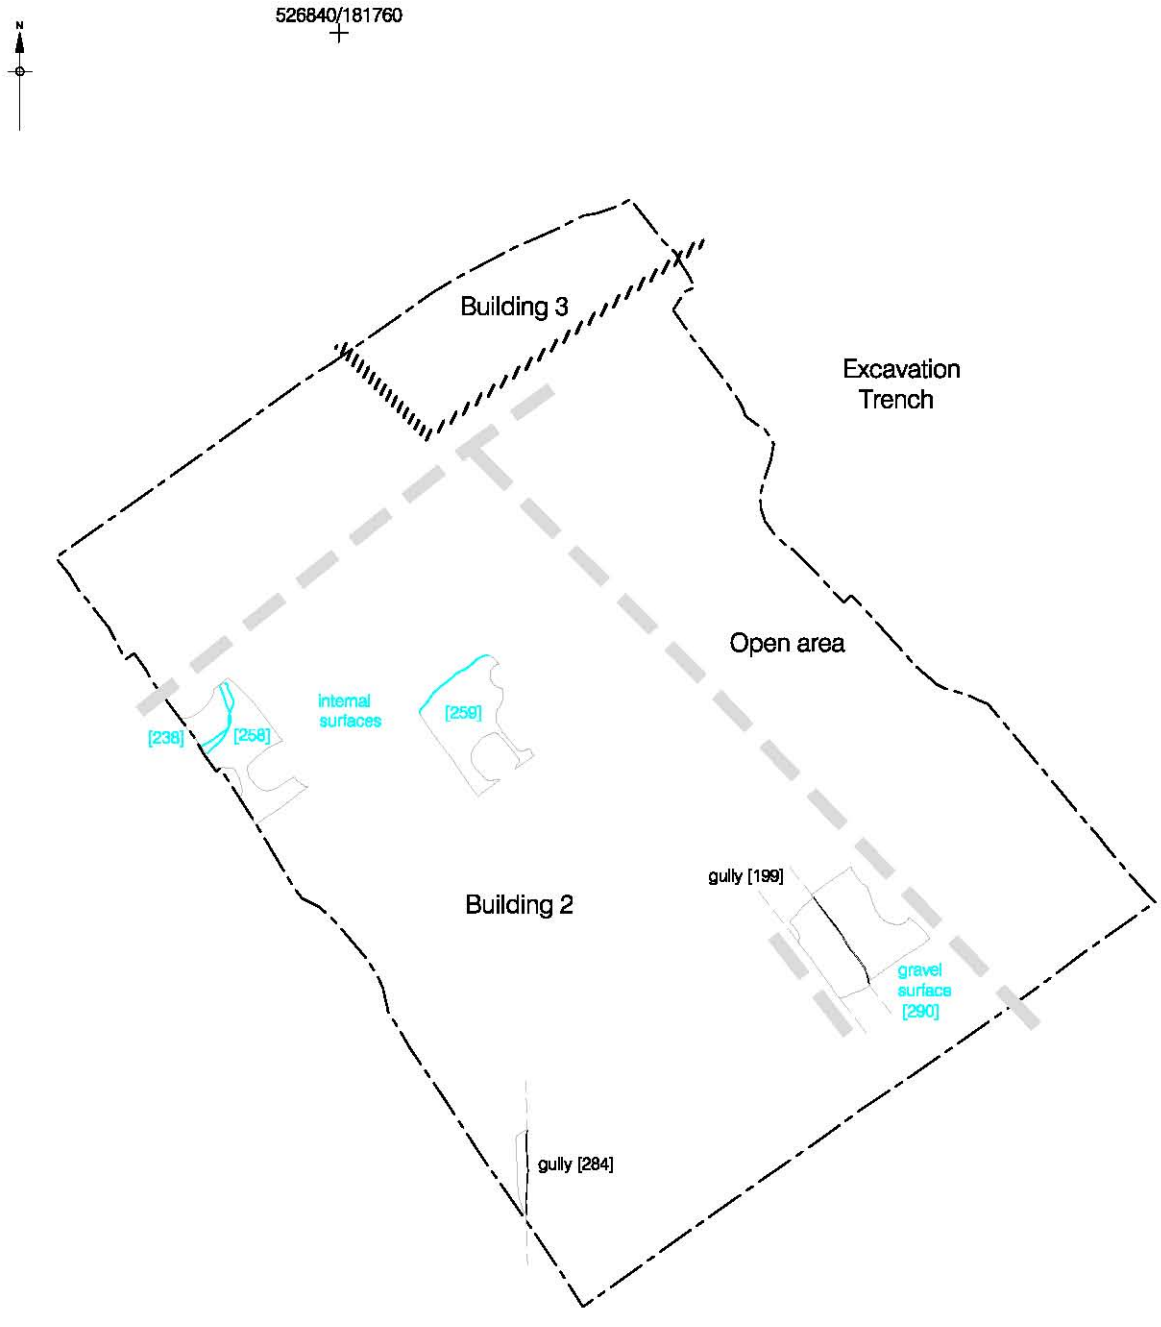 526840/181760
N
Building 3
Excavation
Trench
Open area
internal
surfaces
[259]
[238]
[258]
gully [199]
Building 2
gravel
surface
[290]
gully [284]